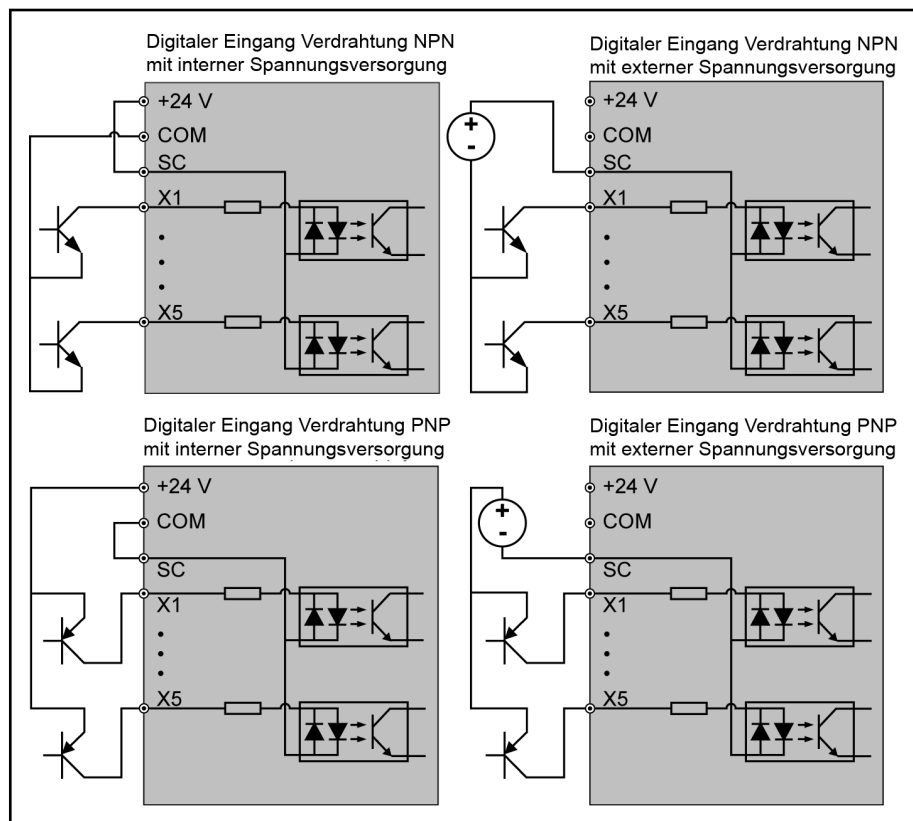 Digitaler Eingang Verdrahtung NPN
mit interner Spannungsversorgung
+24 V
COM
SC
X1
X5
Digitaler Eingang Verdrahtung NPN
mit externer Spannungsversorgung
+
-
+24 V
COM
SC
X1
X5
Digitaler Eingang Verdrahtung PNP
mit interner Spannungsversorgung
+24 V
COM
SC
X1
X5
Digitaler Eingang Verdrahtung PNP
mit externer Spannungsversorgung
+
-
+24 V
COM
SC
X1
X5